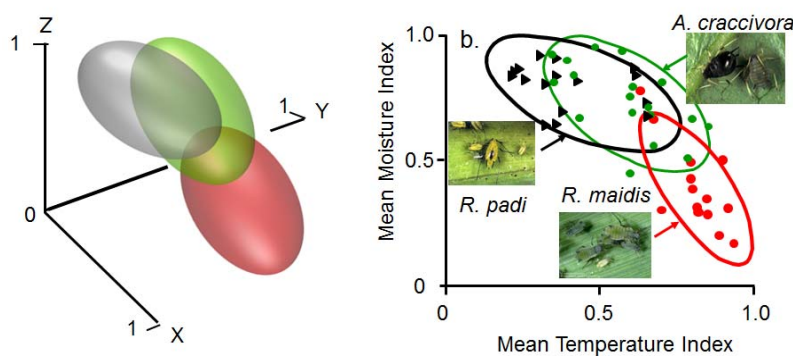 Z
1
1
Y
0
1
X
b.
A. craccivora
R. padi
R. maidis
Mean Moisture Index
1.0
0.5
0
0
0.5
1.0
Mean Temperature Index